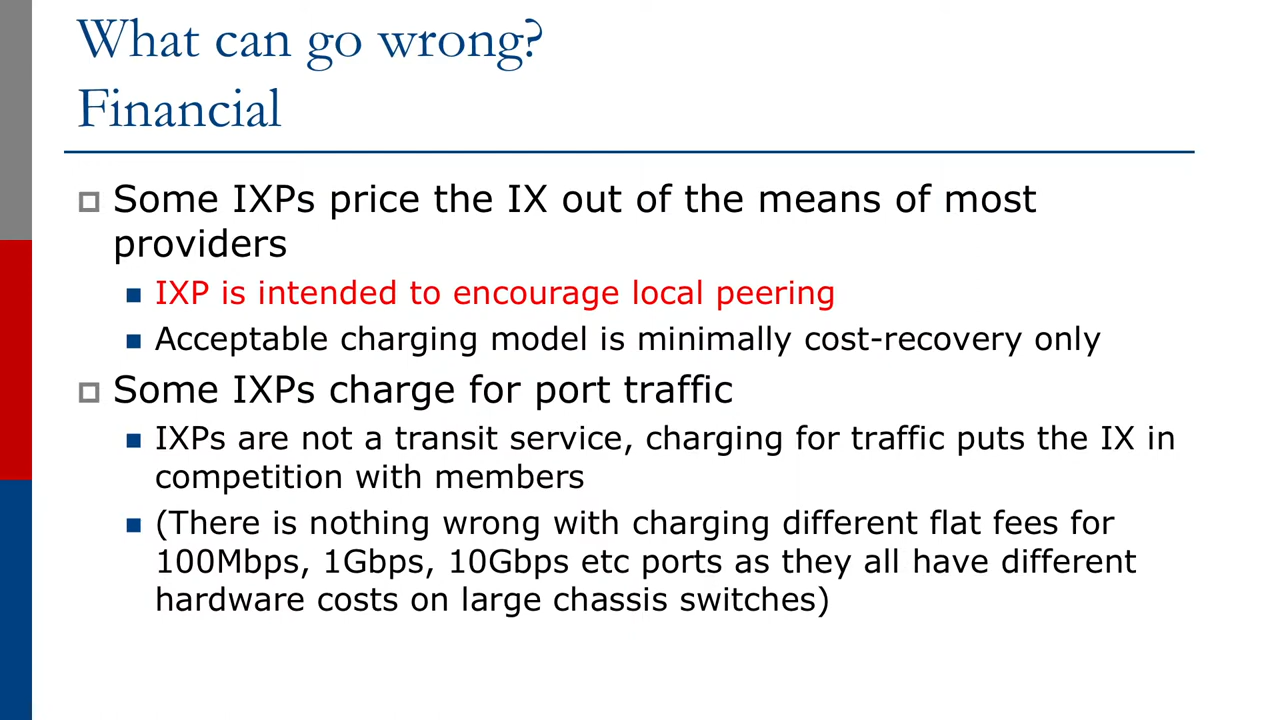 What can go wrong?
Financial
Some IXPs price the IX out of the means of most
providers
IXP is intended to encourage local peering
Acceptable charging model is minimally cost-recovery only
Some IXPs charge for port traffic
IXPs are not a transit service, charging for traffic puts the IX in
competition with members
(There is nothing wrong with charging different flat fees for
100Mbps, 1Gbps, 10Gbps etc ports as they all have different
hardware costs on large chassis switches)